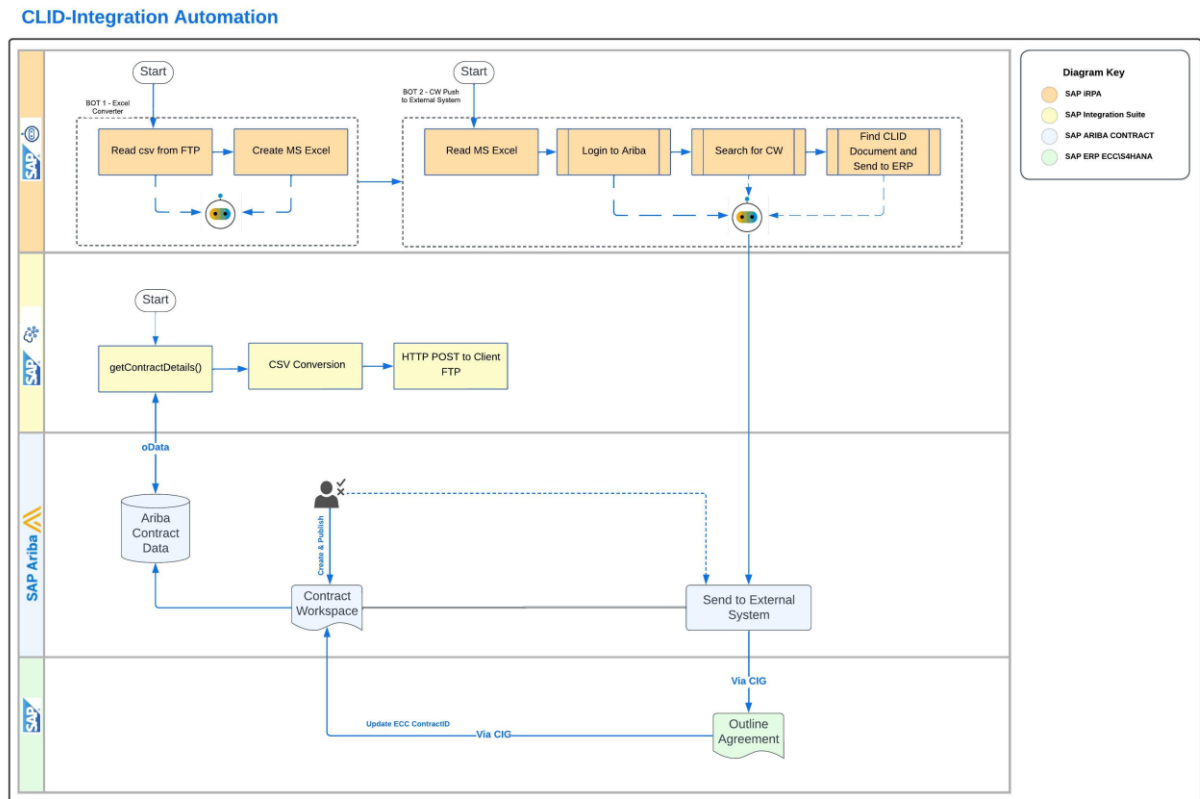 CLID-Integration Automation
Start
Start
BOT 1 - Excel
Converter
BOT 2 - CW Push
to External System
Read csv from FTP
Create MS Excel
Read MS Excel
Login to Ariba
Search for CW
Find CLID
Document and
Send to ERP
SAP
Diagram Key
SAP iRPA
SAP Integration Suite
SAP ARIBA CONTRACT
SAP ERP ECC\S4HANA
Start
getContractDetails()
CSV Conversion
HTTP POST to Client
FTP
SAP
oData
Ariba
Contract
Data
Create & Publish
Contract
Workspace
Send to External
System
SAP Ariba
Via CIG
Outline
Agreement
Update ECC ContractID
Via CIG
SAP